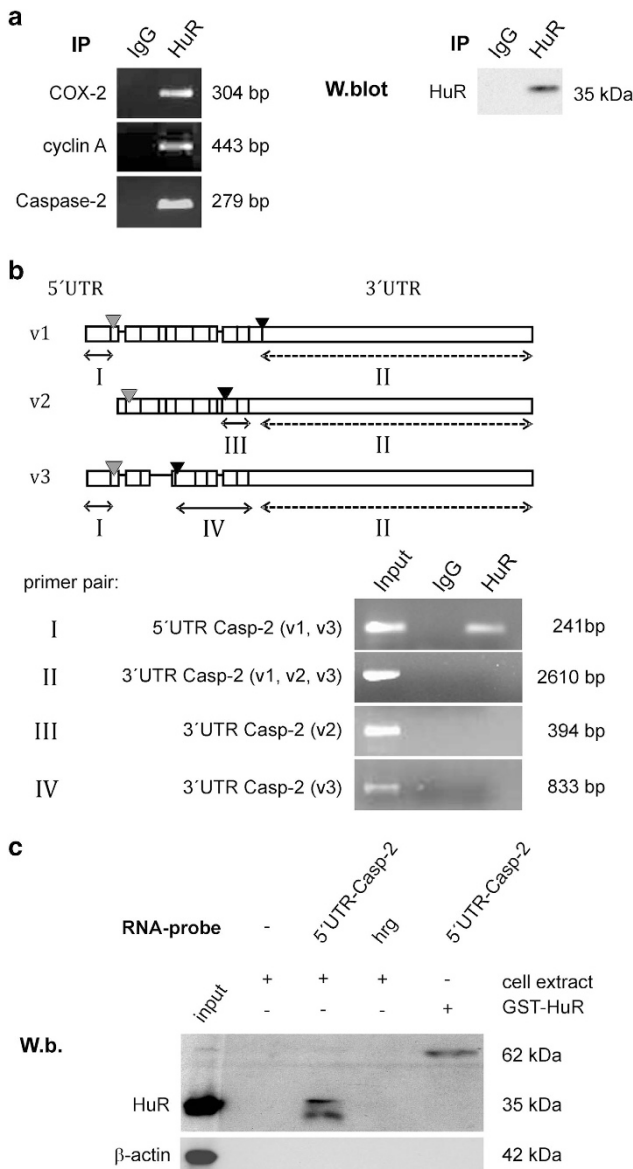 a
IP IgG HuR
COX-2 304 bp
cyclin A 443 bp
Caspase-2 279 bp
IP IgG HuR
W.blot HuR 35 kDa
b
5´UTR 3´UTR
v1
I II
v2
III II
v3
I IV II
primer pair: Input IgG HuR
I 5´UTR Casp-2 (v1, v3) 241bp
II 3´UTR Casp-2 (v1, v2, v3) 2610 bp
III 3´UTR Casp-2 (v2) 394 bp
IV 3´UTR Casp-2 (v3) 833 bp
c
RNA-probe - 5´UTR-Casp-2 hrg 5´UTR-Casp-2
input + + + - cell extract
- - - + GST-HuR
W.b. 62 kDa
HuR 35 kDa
β-actin 42 kDa